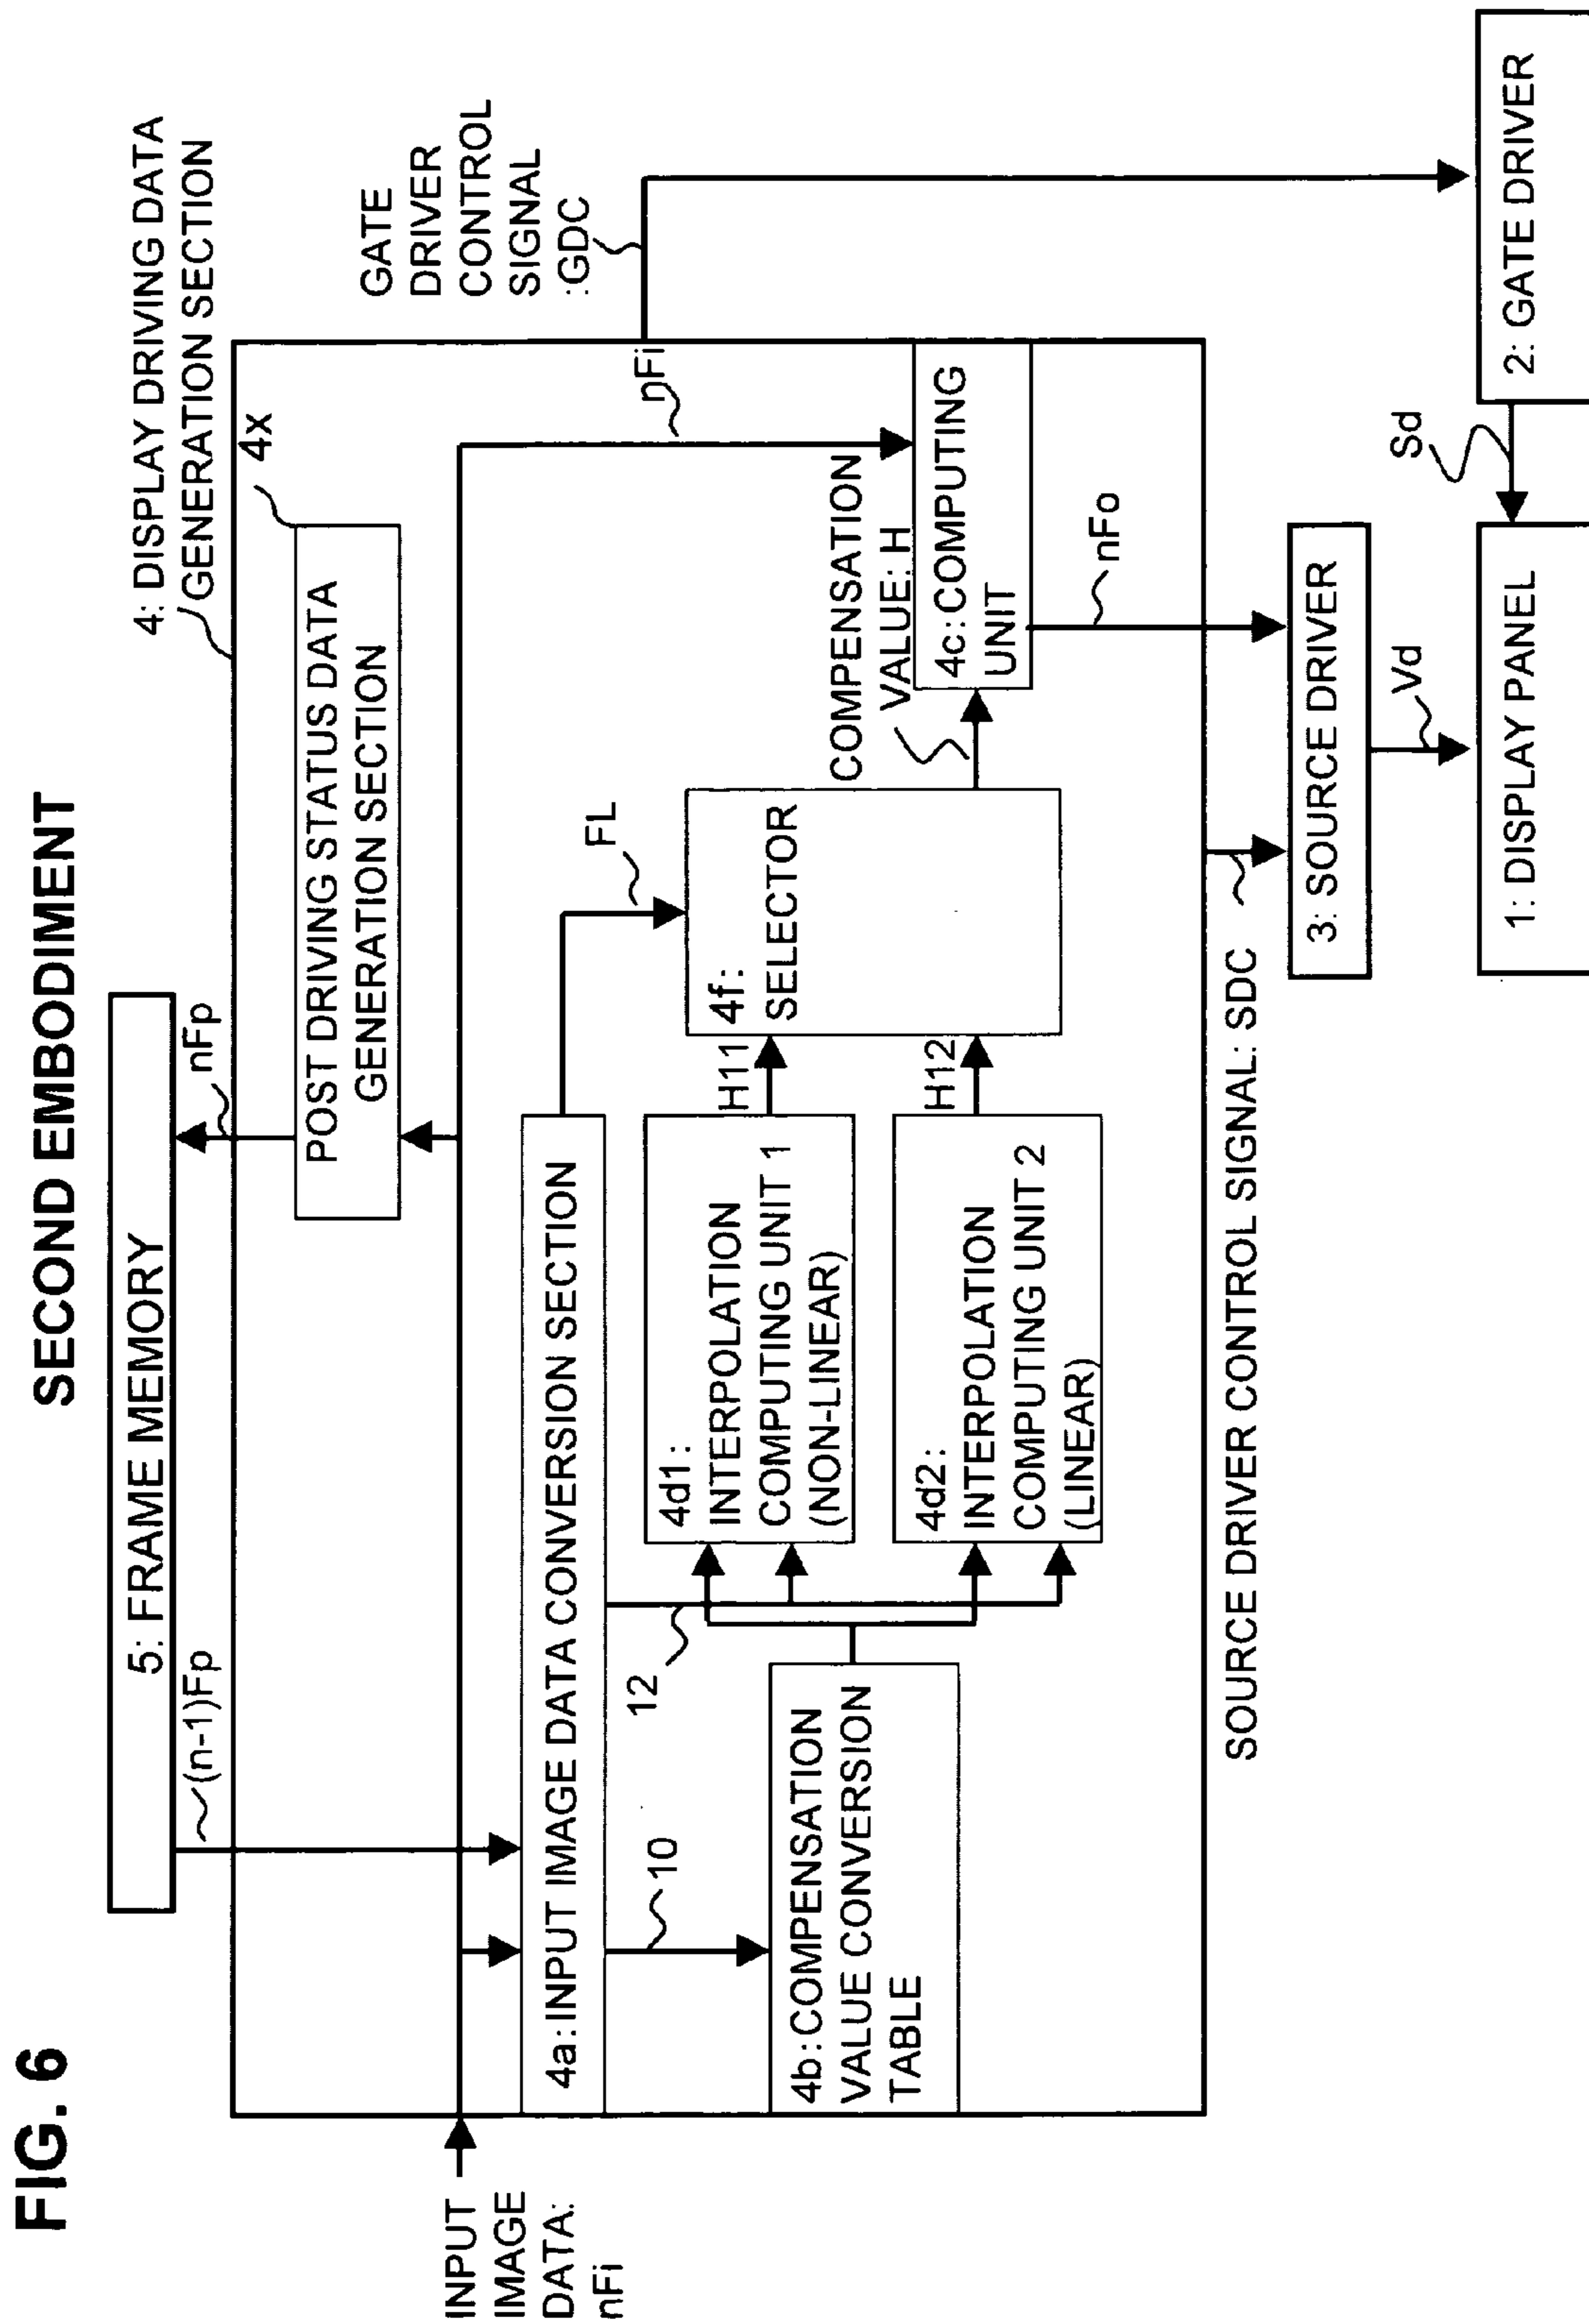 FIG. 6
SECOND EMBODIMENT
5: FRAME MEMORY
(n-1)Fp
nFp
4: DISPLAY DRIVING DATA
GENERATION SECTION
4x
POST DRIVING STATUS DATA
GENERATION SECTION
GATE
DRIVER
CONTROL
SIGNAL
:GDC
INPUT
IMAGE
DATA:
nFi
nFi
4a:INPUT IMAGE DATA CONVERSION SECTION
FL
10
12
4d1:
INTERPOLATION
COMPUTING UNIT 1
(NON-LINEAR)
H11
4f:
SELECTOR
COMPENSATION
VALUE: H
4c:COMPUTING
UNIT
4b:COMPENSATION
VALUE CONVERSION
TABLE
4d2:
INTERPOLATION
COMPUTING UNIT 2
(LINEAR)
H12
nFo
SOURCE DRIVER CONTROL SIGNAL: SDC
3: SOURCE DRIVER
Vd
Sd
1: DISPLAY PANEL
2: GATE DRIVER